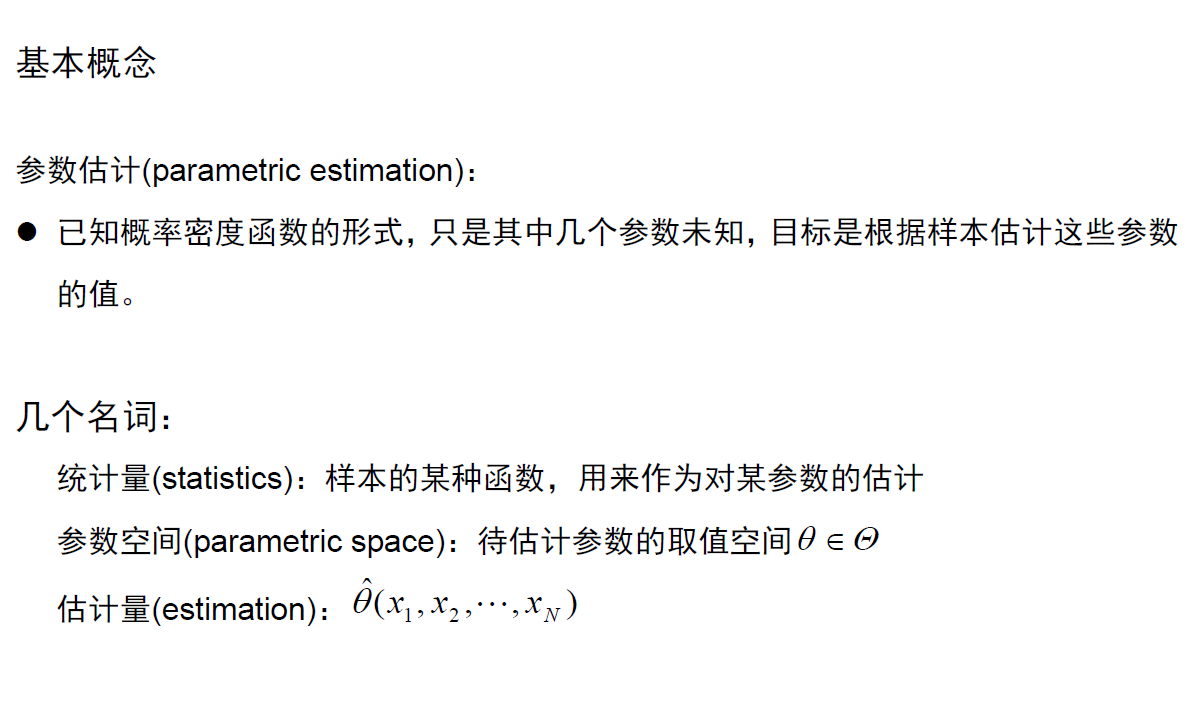 基本概念
参数估计(parametric estimation)：
● 已知概率密度函数的形式，只是其中几个参数未知，目标是根据样本估计这些参数
的值。
几个名词：
统计量(statistics)：样本的某种函数，用来作为对某参数的估计
参数空间(parametric space)：待估计参数的取值空间 θ ∈ Θ
估计量(estimation)： θ̂(x₁, x₂, ⋯, x_N)